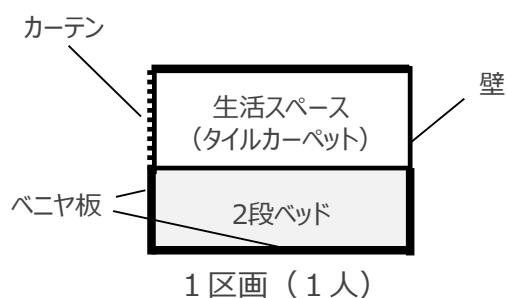 カーテン
壁
生活スペース
（タイルカーペット）
ベニヤ板
2段ベッド
１区画（１人）